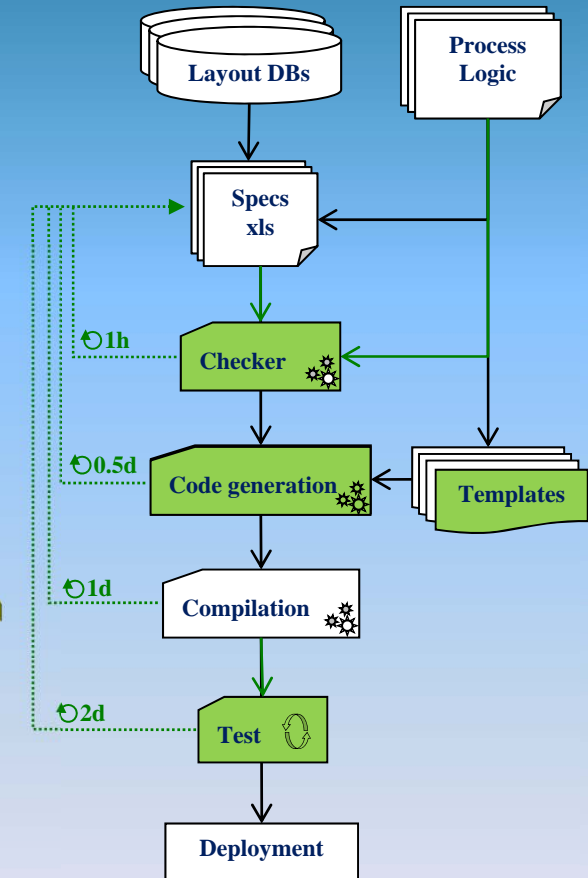 Layout DBs
Process
Logic
Specs
xls
1h
Checker
0.5d
Code generation
Templates
1d
Compilation
2d
Test
Deployment